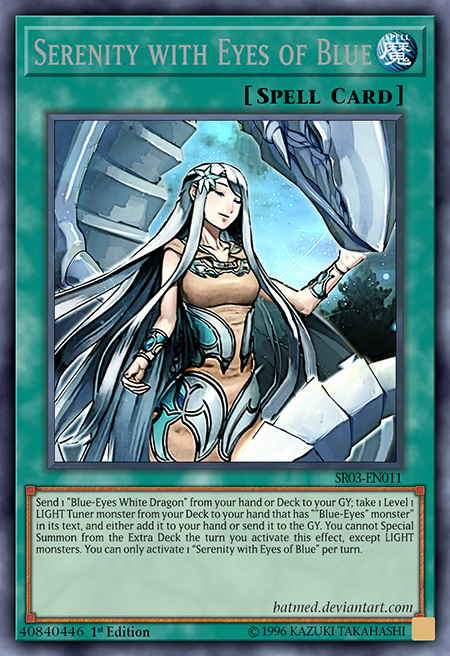 SERENITY WITH EYES OF BLUE
SPELL
魔
[SPELL CARD]
SR03-EN011
Send 1 "Blue-Eyes White Dragon" from your hand or Deck to your GY; take 1 Level 1
LIGHT Tuner monster from your Deck to your hand that has ""Blue-Eyes" monster"
in its text, and either add it to your hand or send it to the GY. You cannot Special
Summon from the Extra Deck the turn you activate this effect, except LIGHT
monsters. You can only activate 1 “Serenity with Eyes of Blue” per turn.
batmed.deviantart.com
40840446 1st Edition
© 1996 KAZUKI TAKAHASHI